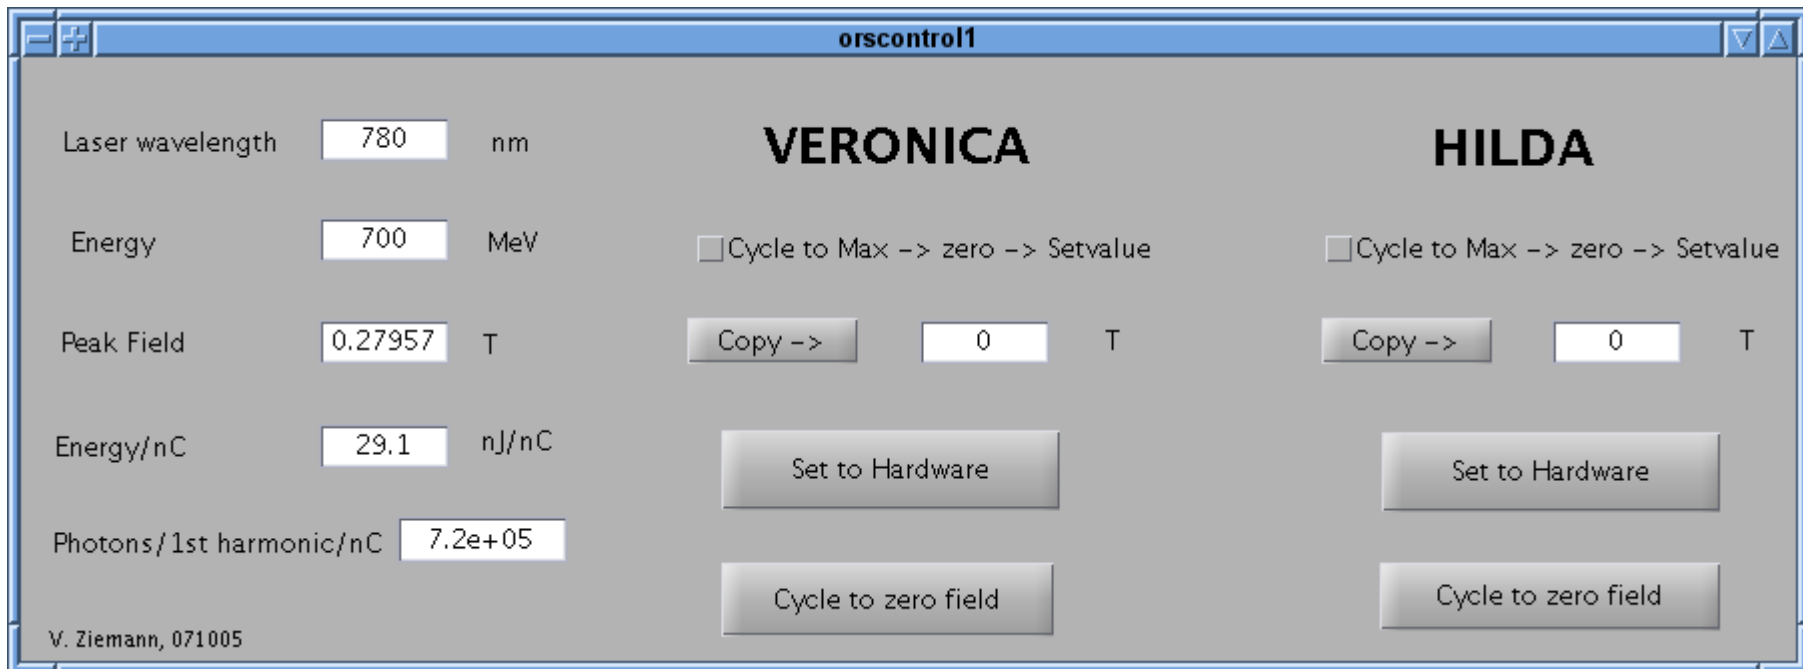 orscontrol1
Laser wavelength 780 nm VERONICA HILDA
Energy 700 MeV Cycle to Max -> zero -> Setvalue Cycle to Max -> zero -> Setvalue
Peak Field 0.27957 T Copy -> 0 T Copy -> 0 T
Energy/nC 29.1 nJ/nC Set to Hardware Set to Hardware
Photons/1st harmonic/nC 7.2e+05
Cycle to zero field Cycle to zero field
V. Ziemann, 071005